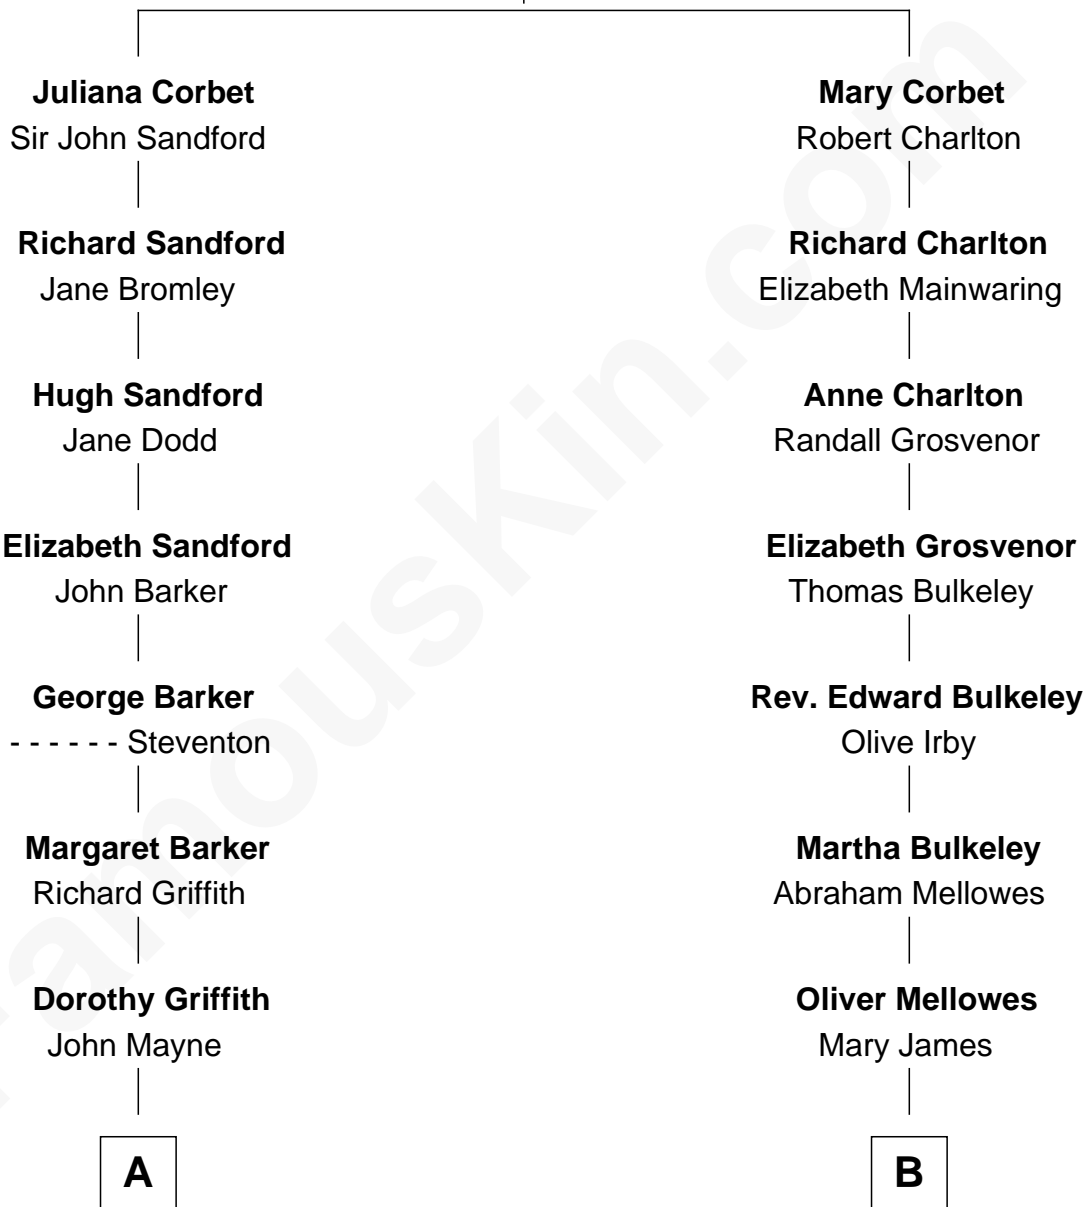 Juliana Corbet
Sir John Sandford
Richard Sandford
Jane Bromley
Hugh Sandford
Jane Dodd
Elizabeth Sandford
John Barker
George Barker
- - - - - - Steventon
Margaret Barker
Richard Griffith
Dorothy Griffith
John Mayne
A
Mary Corbet
Robert Charlton
Richard Charlton
Elizabeth Mainwaring
Anne Charlton
Randall Grosvenor
Elizabeth Grosvenor
Thomas Bulkeley
Rev. Edward Bulkeley
Olive Irby
Martha Bulkeley
Abraham Mellowes
Oliver Mellowes
Mary James
B
FamousKin.com